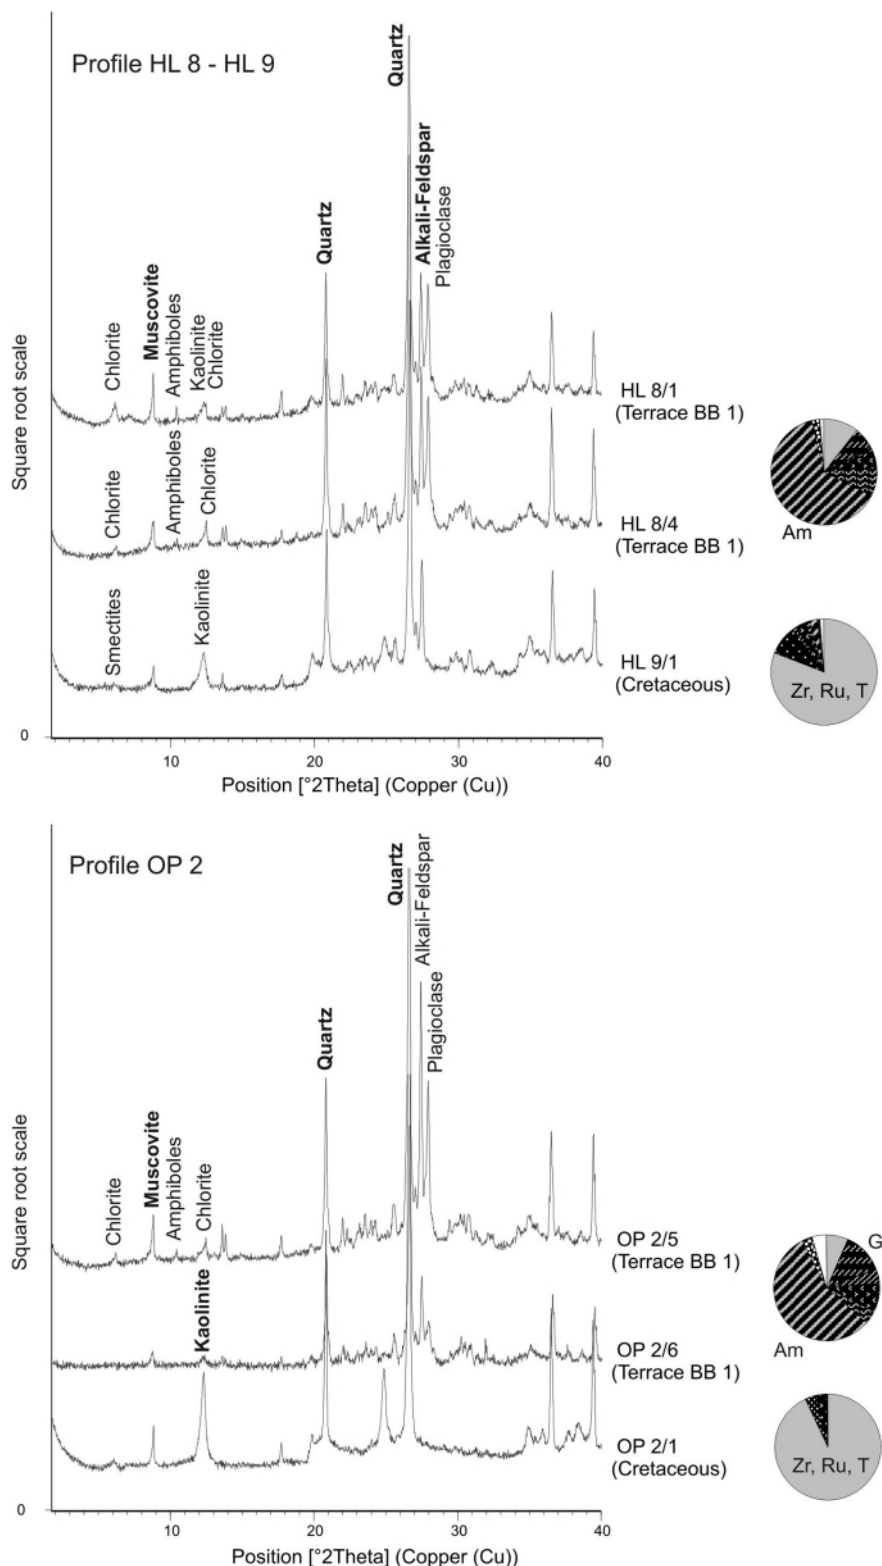 Profile HL 8 - HL 9
Quartz
Alkali-Feldspar
Plagioclase
Quartz
Muscovite
Amphiboles
Kaolinite
Chlorite
Chlorite
HL 8/1
(Terrace BB 1)
Chlorite
Amphiboles
Chlorite
HL 8/4
(Terrace BB 1)
Am
Smectites
Kaolinite
HL 9/1
(Cretaceous)
Zr, Ru, T
Square root scale
0
10
20
30
40
Position [°2Theta] (Copper (Cu))
Profile OP 2
Quartz
Alkali-Feldspar
Plagioclase
Quartz
Chlorite
Muscovite
Amphiboles
Chlorite
OP 2/5
(Terrace BB 1)
G
Am
Kaolinite
OP 2/6
(Terrace BB 1)
OP 2/1
(Cretaceous)
Zr, Ru, T
Square root scale
0
10
20
30
40
Position [°2Theta] (Copper (Cu))